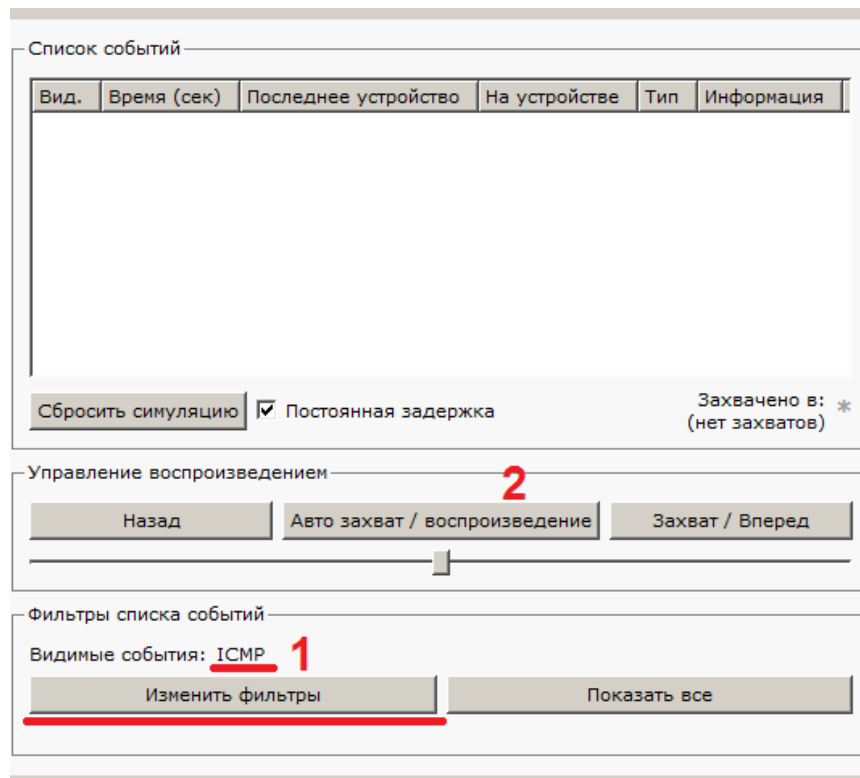 Список событий
Вид. Время (сек) Последнее устройство На устройстве Тип Информация
Сбросить симуляцию Постоянная задержка Захвачено в: *
(нет захватов)
Управление воспроизведением
2
Назад Авто захват / воспроизведение Захват / Вперед
Фильтры списка событий
Видимые события: ICMP 1
Изменить фильтры Показать все